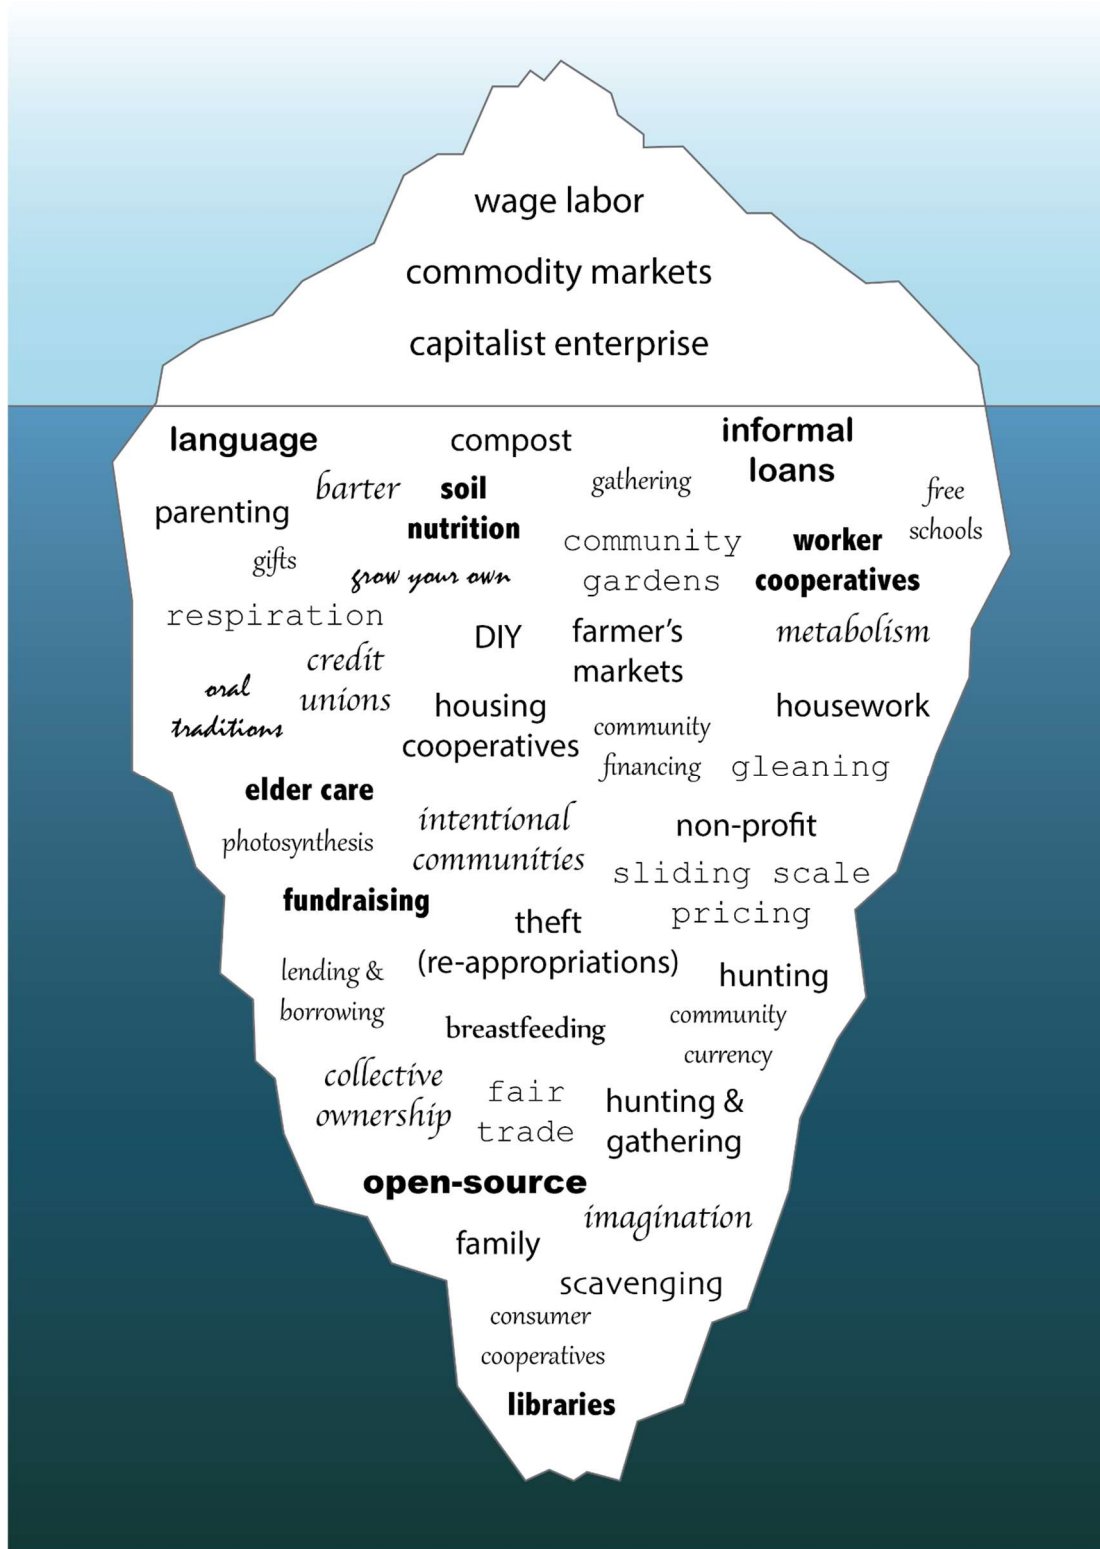 wage labor
commodity markets
capitalist enterprise
language
compost
informal
loans
barter
soil
nutrition
gathering
free
schools
parenting
gifts
grow your own
community
gardens
worker
cooperatives
respiration
DIY
farmer's
markets
metabolism
credit
unions
oral
traditions
housing
cooperatives
community
financing
housework
gleaning
elder care
photosynthesis
intentional
communities
non-profit
sliding scale
pricing
fundraising
theft
(re-appropriations)
hunting
lending &
borrowing
breastfeeding
community
currency
collective
ownership
fair
trade
hunting &
gathering
open-source
imagination
family
scavenging
consumer
cooperatives
libraries